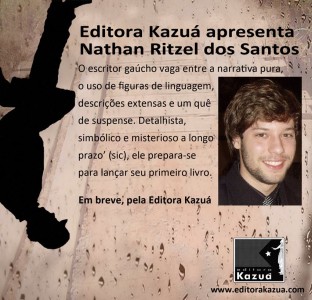 Editora Kazuá apresenta
Nathan Ritzel dos Santos
O escritor gaúcho vaga entre a narrativa pura,
o uso de figuras de linguagem,
descrições extensas e um quê
de suspense. Detalhista,
simbólico e misterioso a longo
prazo’ (sic), ele prepara-se
para lançar seu primeiro livro.
Em breve, pela Editora Kazuá
editora
Kazuá
www.editorakazua.com